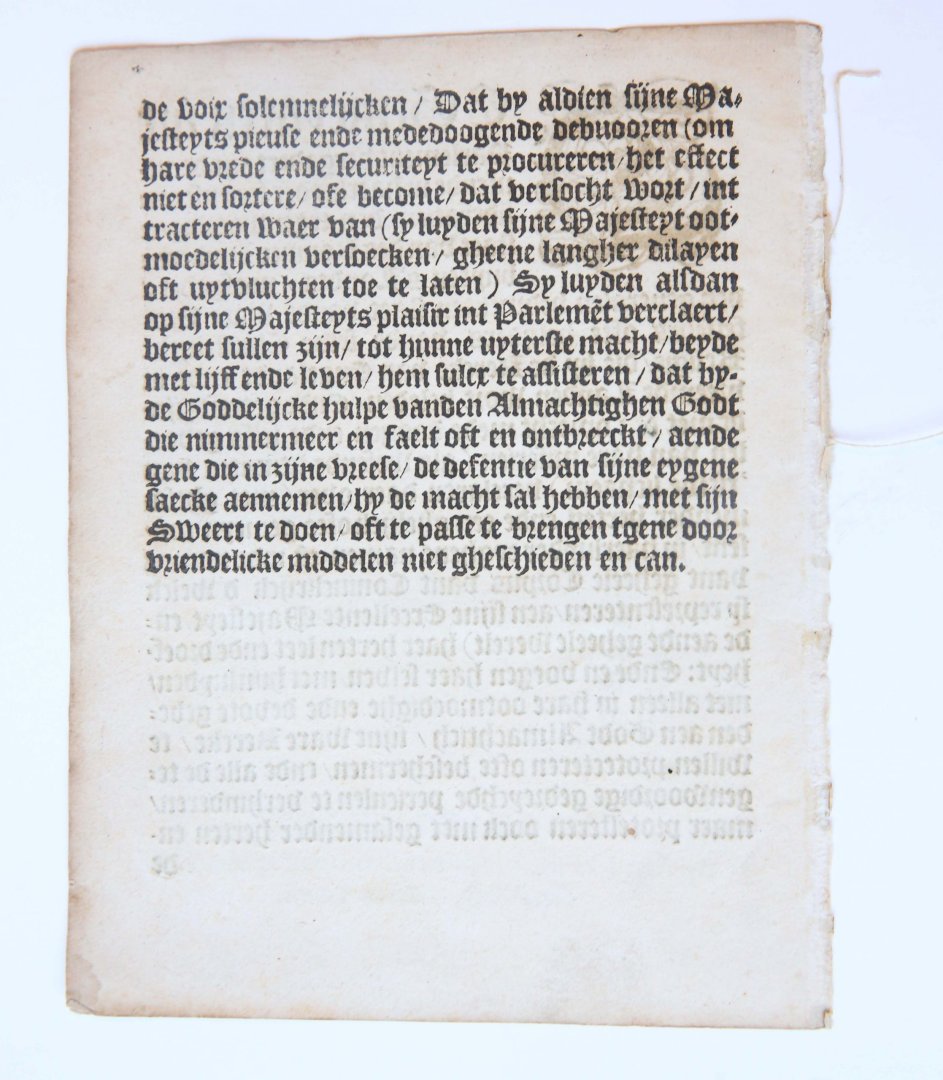 de voix solemnelijcken / Dat by aldien sijne Ma-
jesteyts pieuse ende mededoogende debuooren (om
hare vrede ende securiteyt te procureren / het effect
niet en sortere / ofe become / dat versocht wort / int
tracteren waer van (sy luyden sijne Majesteyt oot-
moedelijcken versoecken / gheene langher dilayen
oft uytvluchten toe te laten) Sy luyden alsdan
op sijne Majesteyts plaisir int Parlemẽt verclaert /
bereet sullen zijn / tot hunne uyterste macht / beyde
met lijff ende leven / hem sulcx te assisteren / dat by-
de Goddelijcke hulpe vanden Almachtighen Godt
die nimmermeer en faelt oft en ontbreeckt / aende
gene die in zijne vreese / de defentie van sijne eygene
saecke aennemen / hy de macht sal hebben / met sijn
Sweert te doen / oft te passe te brengen tgene door
vriendelicke middelen niet gheschieden en can.